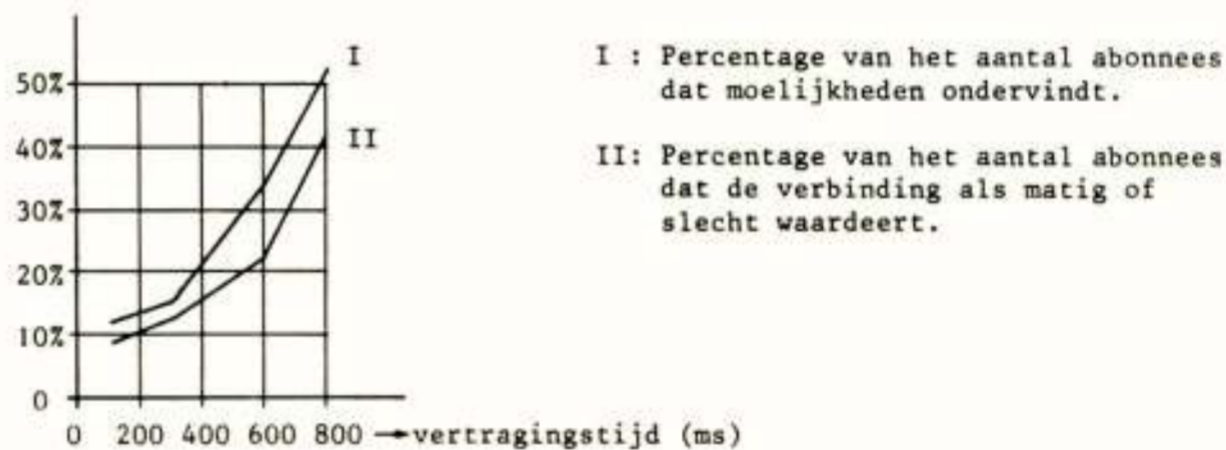 I : Percentage van het aantal abonnees
dat moelijkheden ondervindt.
II: Percentage van het aantal abonnees
dat de verbinding als matig of
slecht waardeert.
I
II
50%
40%
30%
20%
10%
0
0 200 400 600 800 →vertragingstijd (ms)